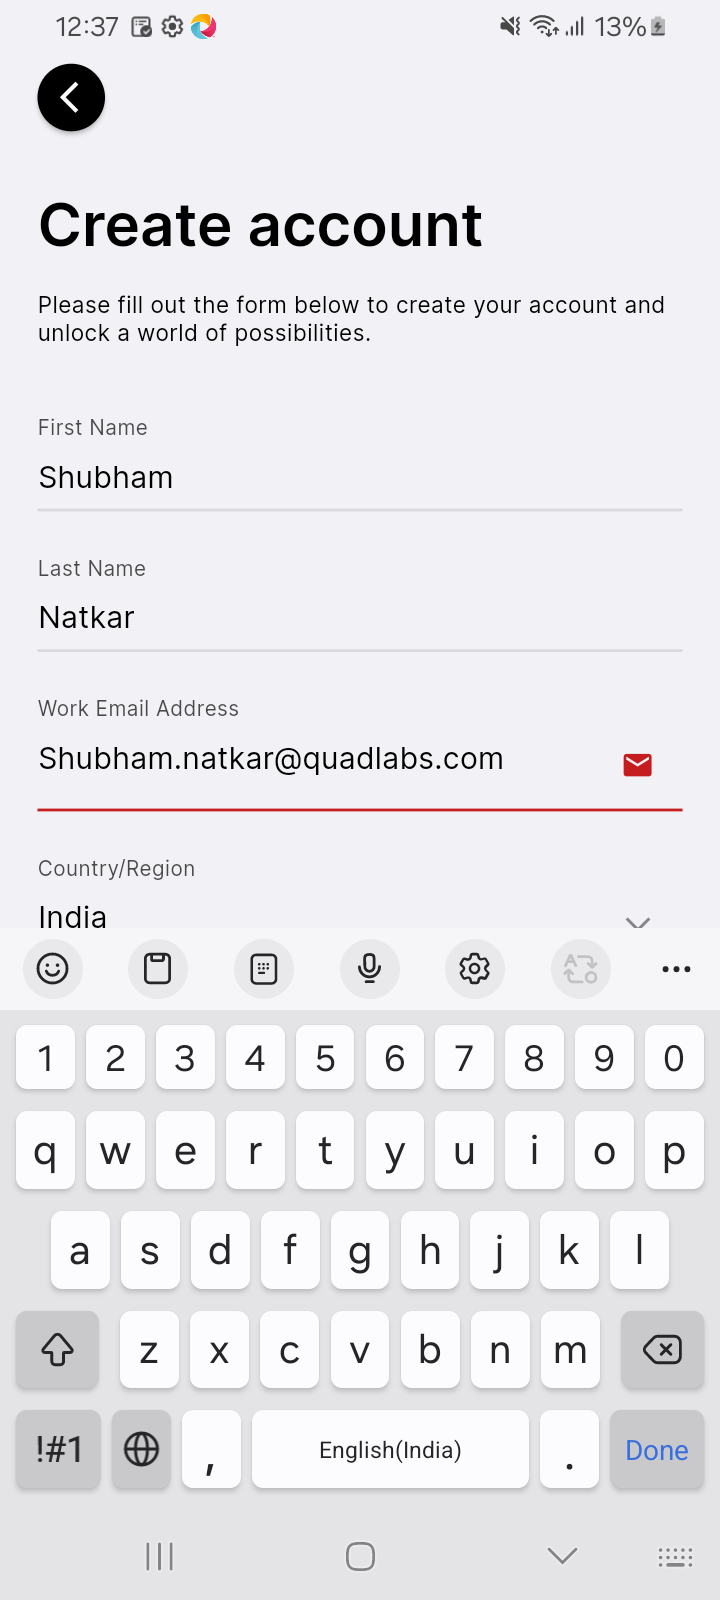 12:37 13%
Create account
Please fill out the form below to create your account and
unlock a world of possibilities.
First Name
Shubham
Last Name
Natkar
Work Email Address
Shubham.natkar@quadlabs.com
Country/Region
India
1 2 3 4 5 6 7 8 9 0
q w e r t y u i o p
a s d f g h j k l
z x c v b n m
!#1 , English(India) . Done